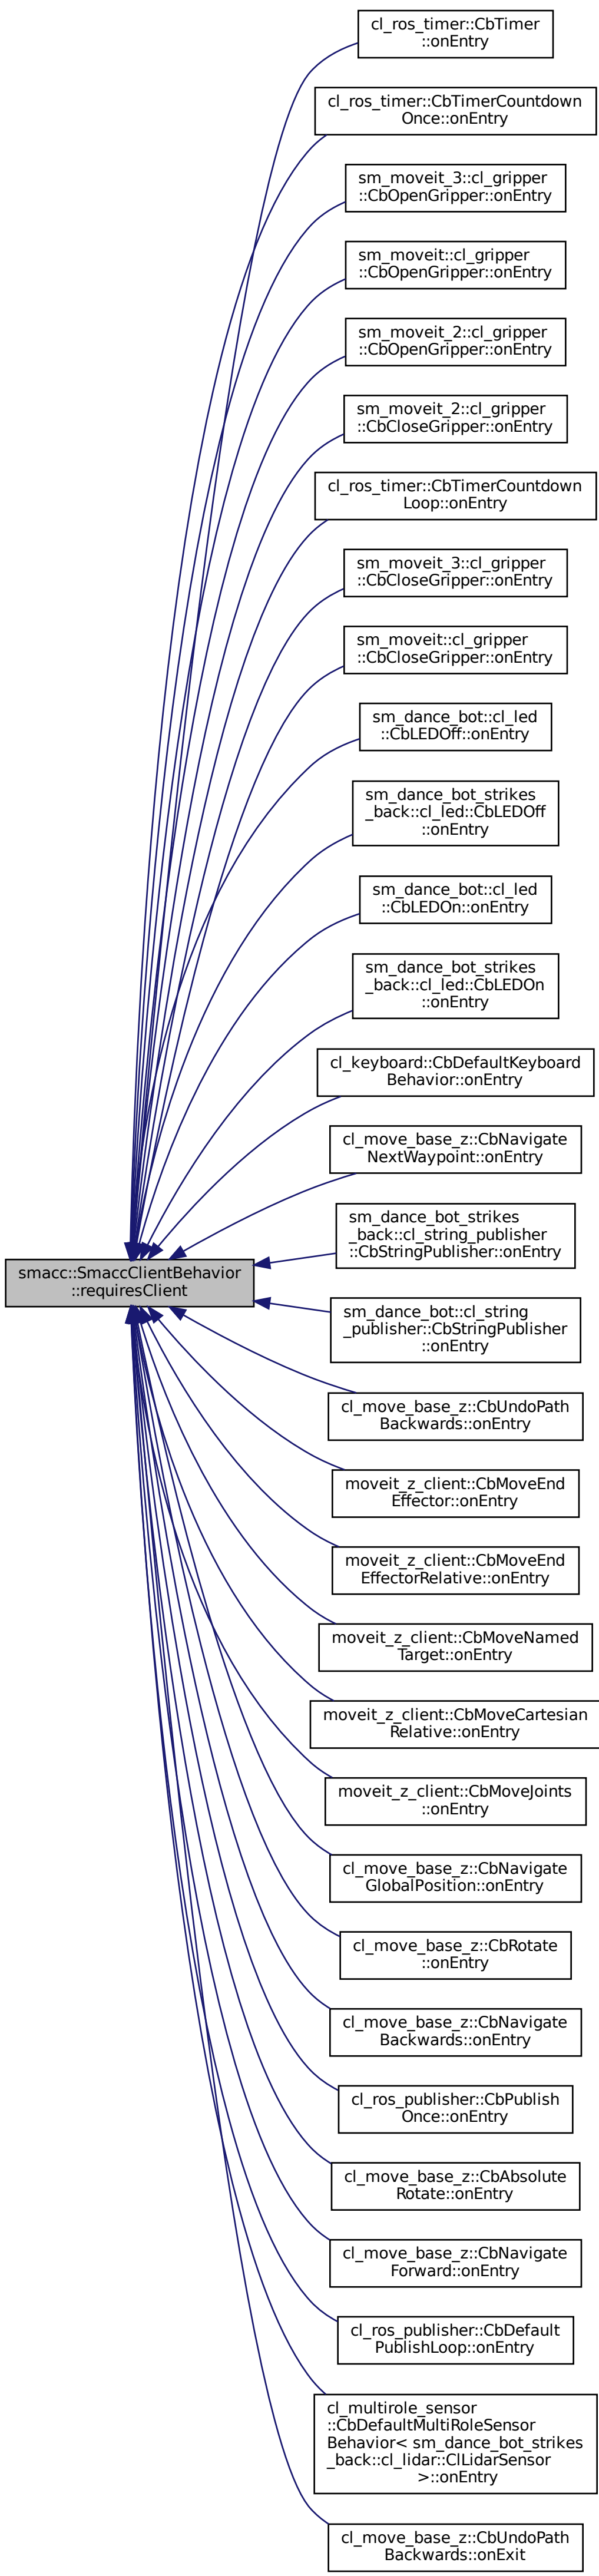 cl_ros_timer::CbTimer
::onEntry
cl_ros_timer::CbTimerCountdown
Once::onEntry
sm_moveit_3::cl_gripper
::CbOpenGripper::onEntry
sm_moveit::cl_gripper
::CbOpenGripper::onEntry
sm_moveit_2::cl_gripper
::CbOpenGripper::onEntry
sm_moveit_2::cl_gripper
::CbCloseGripper::onEntry
cl_ros_timer::CbTimerCountdown
Loop::onEntry
sm_moveit_3::cl_gripper
::CbCloseGripper::onEntry
sm_moveit::cl_gripper
::CbCloseGripper::onEntry
sm_dance_bot::cl_led
::CbLEDOff::onEntry
sm_dance_bot_strikes
_back::cl_led::CbLEDOff
::onEntry
sm_dance_bot::cl_led
::CbLEDOn::onEntry
sm_dance_bot_strikes
_back::cl_led::CbLEDOn
::onEntry
cl_keyboard::CbDefaultKeyboard
Behavior::onEntry
cl_move_base_z::CbNavigate
NextWaypoint::onEntry
sm_dance_bot_strikes
_back::cl_string_publisher
::CbStringPublisher::onEntry
smacc::SmaccClientBehavior
::requiresClient
sm_dance_bot::cl_string
_publisher::CbStringPublisher
::onEntry
cl_move_base_z::CbUndoPath
Backwards::onEntry
moveit_z_client::CbMoveEnd
Effector::onEntry
moveit_z_client::CbMoveEnd
EffectorRelative::onEntry
moveit_z_client::CbMoveNamed
Target::onEntry
moveit_z_client::CbMoveCartesian
Relative::onEntry
moveit_z_client::CbMoveJoints
::onEntry
cl_move_base_z::CbNavigate
GlobalPosition::onEntry
cl_move_base_z::CbRotate
::onEntry
cl_move_base_z::CbNavigate
Backwards::onEntry
cl_ros_publisher::CbPublish
Once::onEntry
cl_move_base_z::CbAbsolute
Rotate::onEntry
cl_move_base_z::CbNavigate
Forward::onEntry
cl_ros_publisher::CbDefault
PublishLoop::onEntry
cl_multirole_sensor
::CbDefaultMultiRoleSensor
Behavior< sm_dance_bot_strikes
_back::cl_lidar::ClLidarSensor
>::onEntry
cl_move_base_z::CbUndoPath
Backwards::onExit